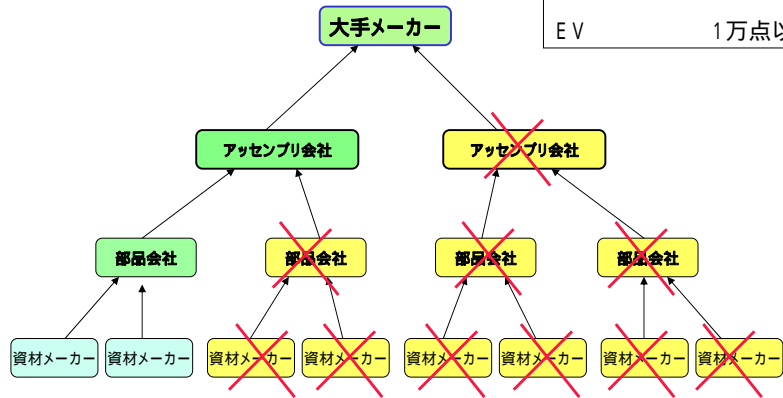 大手メーカー
EV 1万点以
アッセンブリ会社 アッセンブリ会社
部品会社 部品会社 部品会社 部品会社
資材メーカー 資材メーカー 資材メーカー 資材メーカー 資材メーカー 資材メーカー 資材メーカー 資材メーカー